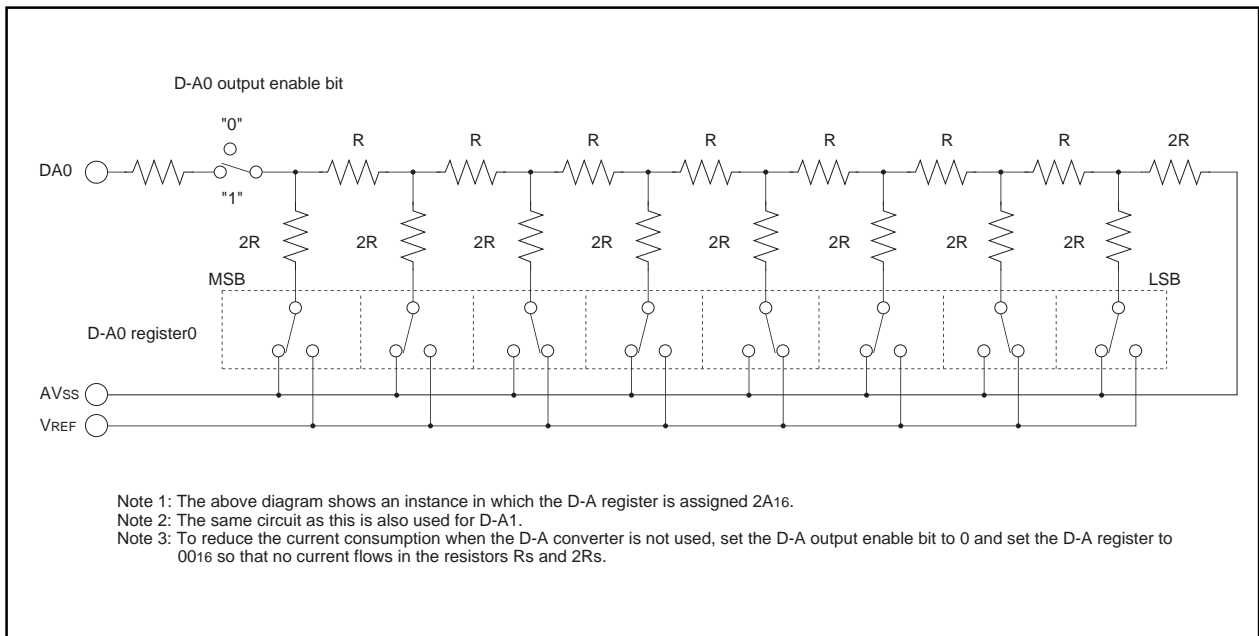 D-A0 output enable bit
"0"
R R R R R R R 2R
DA0
"1"
2R 2R 2R 2R 2R 2R 2R 2R
MSB LSB
D-A0 register0
AVSS
VREF
Note 1: The above diagram shows an instance in which the D-A register is assigned 2A16.
Note 2: The same circuit as this is also used for D-A1.
Note 3: To reduce the current consumption when the D-A converter is not used, set the D-A output enable bit to 0 and set the D-A register to
0016 so that no current flows in the resistors Rs and 2Rs.